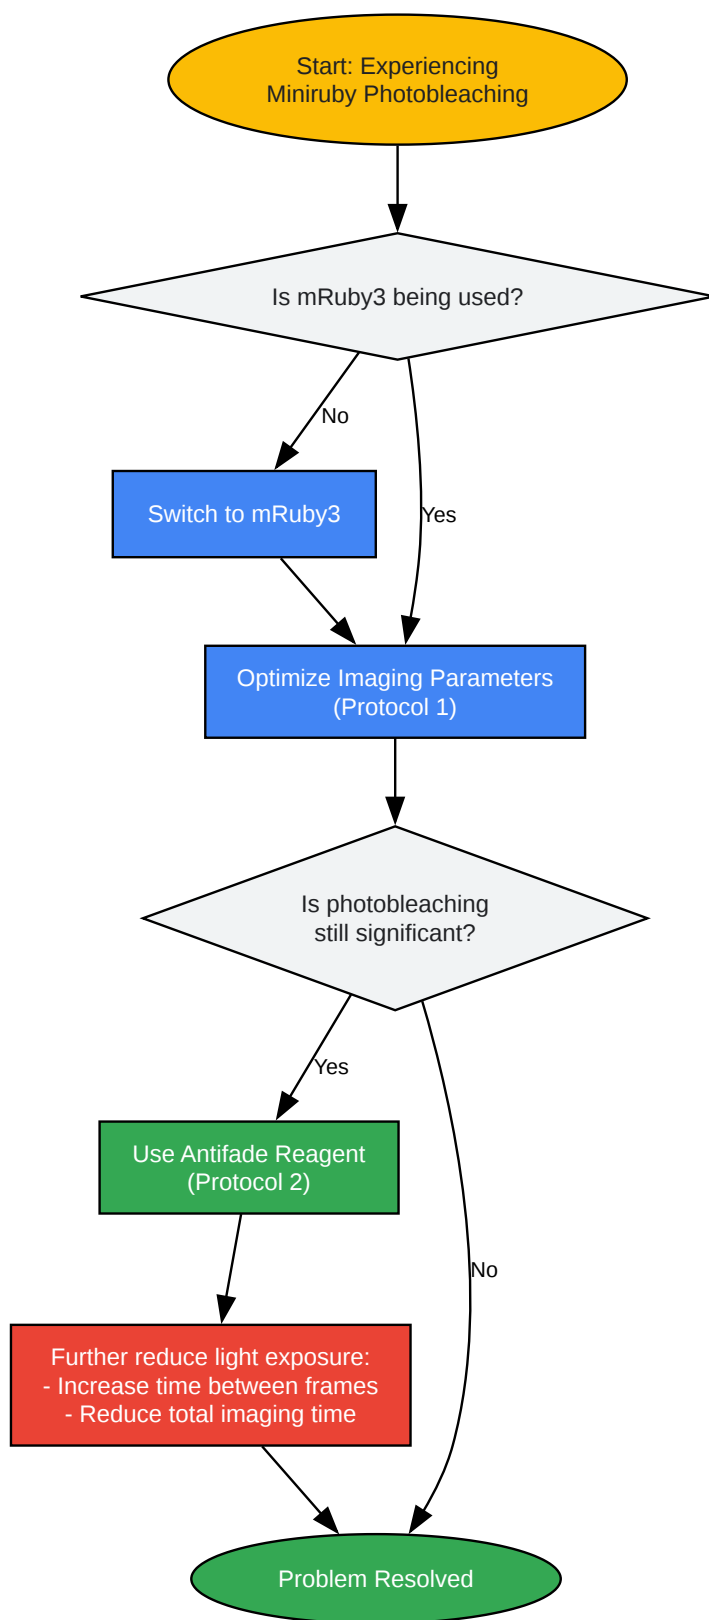 Start: Experiencing
Miniruby Photobleaching
Is mRuby3 being used?
No
Switch to mRuby3
Yes
Optimize Imaging Parameters
(Protocol 1)
Is photobleaching
still significant?
Yes
Use Antifade Reagent
(Protocol 2)
No
Further reduce light exposure:
- Increase time between frames
- Reduce total imaging time
Problem Resolved